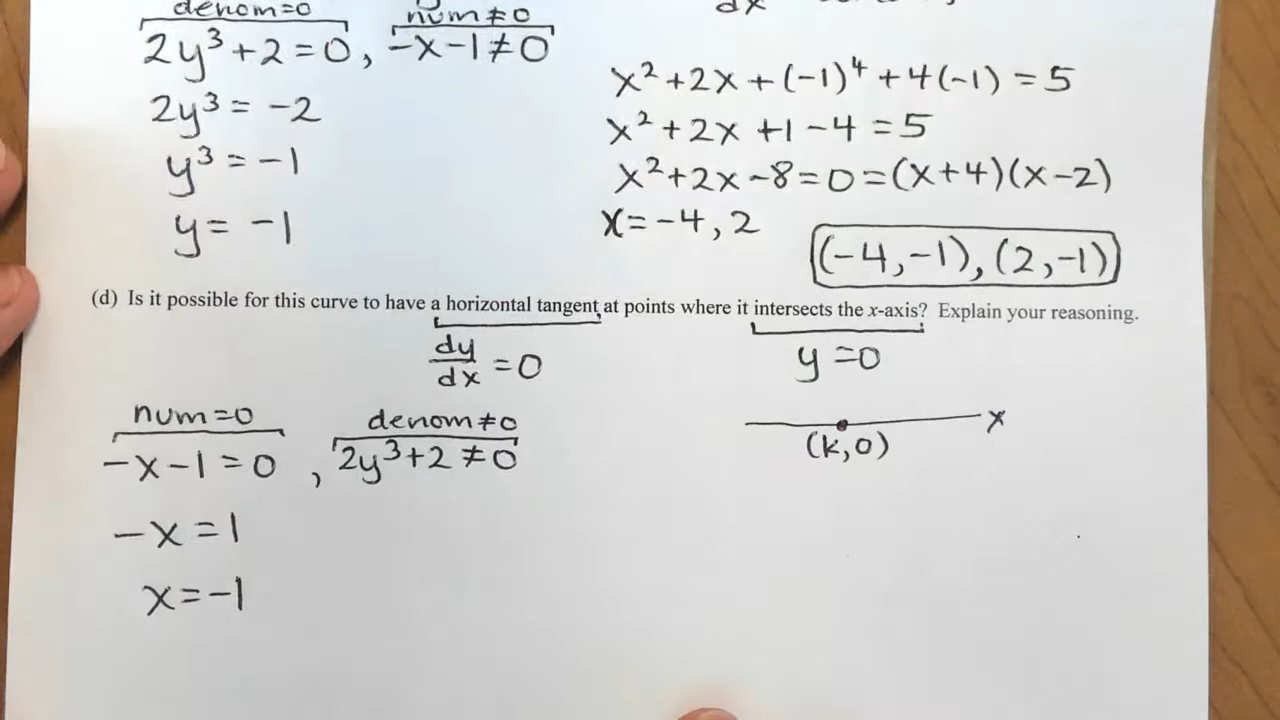 denom=0
num≠0
dx
2y³+2=0, -x-1≠0
2y³ = -2
y³ = -1
y = -1
x²+2x+(-1)⁴+4(-1)=5
x²+2x+1-4=5
x²+2x-8=0=(x+4)(x-2)
x=-4,2
(-4,-1),(2,-1)
(d) Is it possible for this curve to have a horizontal tangent at points where it intersects the x-axis? Explain your reasoning.
dy/dx =0
y=0
num=0
denom≠0
-x-1=0 , 2y³+2≠0
-x=1
x=-1
x
(k,0)